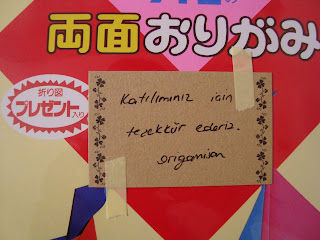 両面おりがみ
折り図
プレゼント
入り
Katılımınız için
teşekkür ederiz.
origamisan